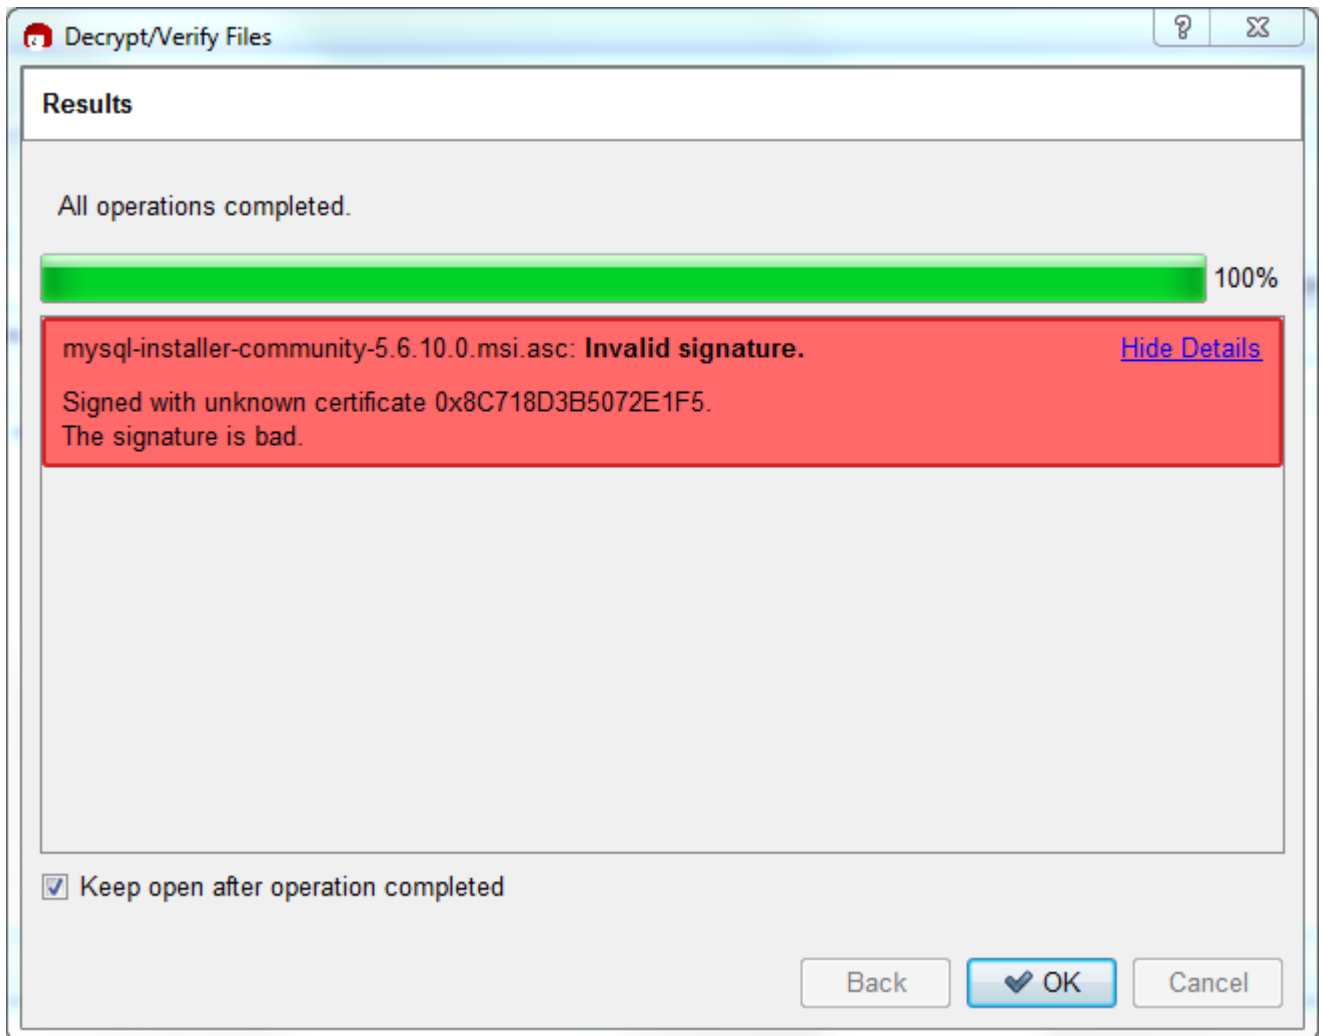 Decrypt/Verify Files
Results
All operations completed.
100%
mysql-installer-community-5.6.10.0.msi.asc: Invalid signature. Hide Details
Signed with unknown certificate 0x8C718D3B5072E1F5.
The signature is bad.
Keep open after operation completed
Back OK Cancel